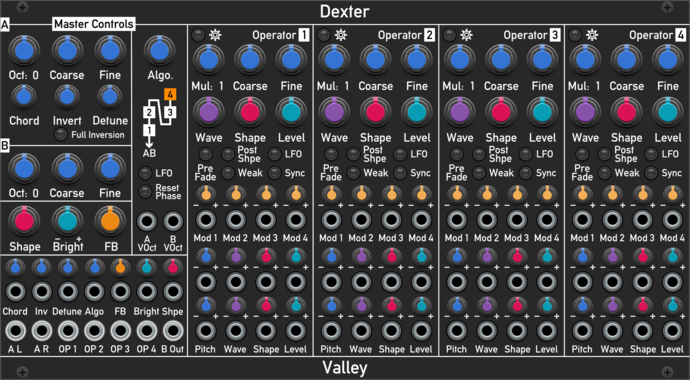 Dexter
A Master Controls
Oct: 0 Coarse Fine
Chord Invert Detune
Full Inversion
B
Oct: 0 Coarse Fine
Shape Bright FB
Algo.
4
2 3
1
AB
LFO
Reset
Phase
A B
VOct VOct
Chord Inv Detune Algo FB Bright Shpe
A L A R OP 1 OP 2 OP 3 OP 4 B Out
Operator 1
Mul: 1 Coarse Fine
Wave Shape Level
Pre
Fade
Post
Shpe
LFO
Weak Sync
Mod 1 Mod 2 Mod 3 Mod 4
Pitch Wave Shape Level
Operator 2
Mul: 1 Coarse Fine
Wave Shape Level
Pre
Fade
Post
Shpe
LFO
Weak Sync
Mod 1 Mod 2 Mod 3 Mod 4
Pitch Wave Shape Level
Operator 3
Mul: 1 Coarse Fine
Wave Shape Level
Pre
Fade
Post
Shpe
LFO
Weak Sync
Mod 1 Mod 2 Mod 3 Mod 4
Pitch Wave Shape Level
Operator 4
Mul: 1 Coarse Fine
Wave Shape Level
Pre
Fade
Post
Shpe
LFO
Weak Sync
Mod 1 Mod 2 Mod 3 Mod 4
Pitch Wave Shape Level
Valley